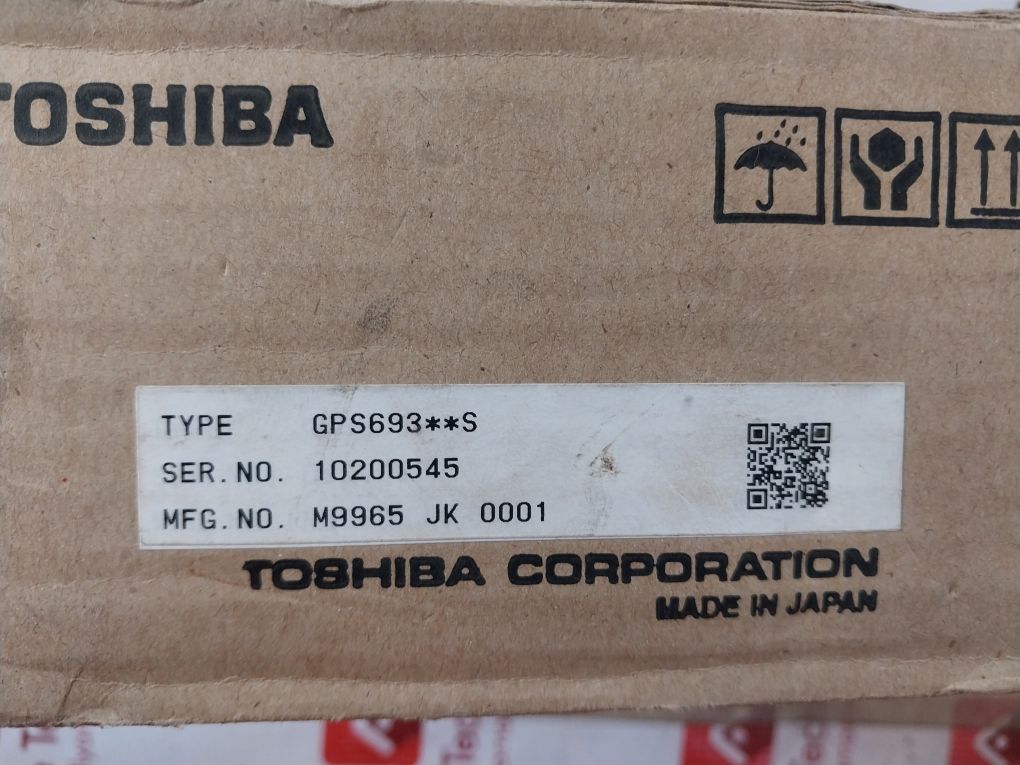 TOSHIBA
TYPE GPS693**S
SER.NO. 10200545
MFG.NO. M9965 JK 0001
TOSHIBA CORPORATION
MADE IN JAPAN